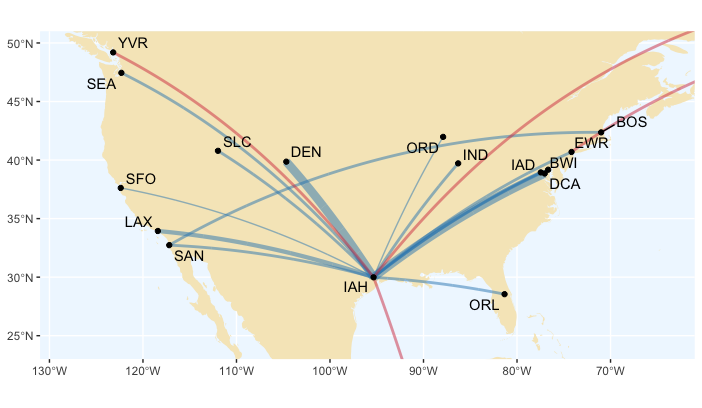 50°N
45°N
40°N
35°N
30°N
25°N
YVR
SEA
SLC
DEN
ORD
IND
BOS
EWR
IAD
BWI
DCA
SFO
LAX
SAN
IAH
ORL
130°W
120°W
110°W
100°W
90°W
80°W
70°W